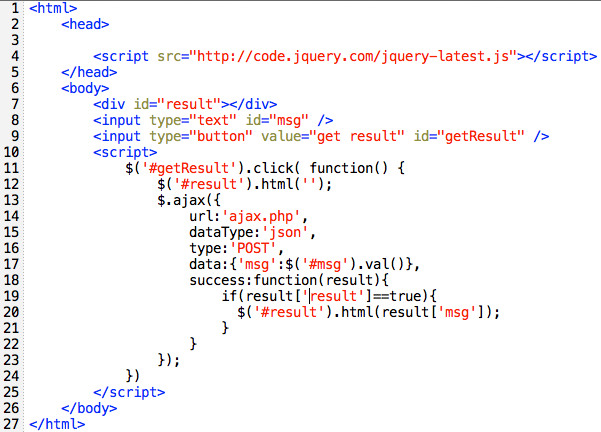 1 <html>
2     <head>
3
4         <script src="http://code.jquery.com/jquery-latest.js"></script>
5     </head>
6     <body>
7         <div id="result"></div>
8         <input type="text" id="msg" />
9         <input type="button" value="get result" id="getResult" />
10         <script>
11             $('#getResult').click( function() {
12                 $('#result').html('');
13                 $.ajax({
14                     url:'ajax.php',
15                     dataType:'json',
16                     type:'POST',
17                     data:{'msg':$('#msg').val()},
18                     success:function(result){
19                         if(result['result']==true){
20                           $('#result').html(result['msg']);
21                         }
22                     }
23                 });
24             })
25         </script>
26     </body>
27 </html>